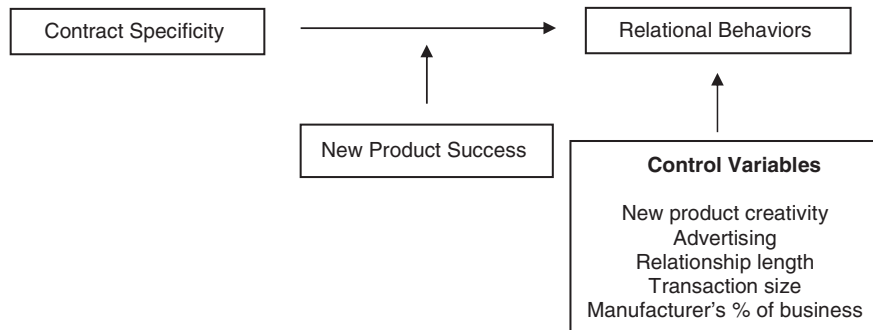 Contract Specificity
Relational Behaviors
New Product Success
Control Variables
New product creativity
Advertising
Relationship length
Transaction size
Manufacturer's % of business